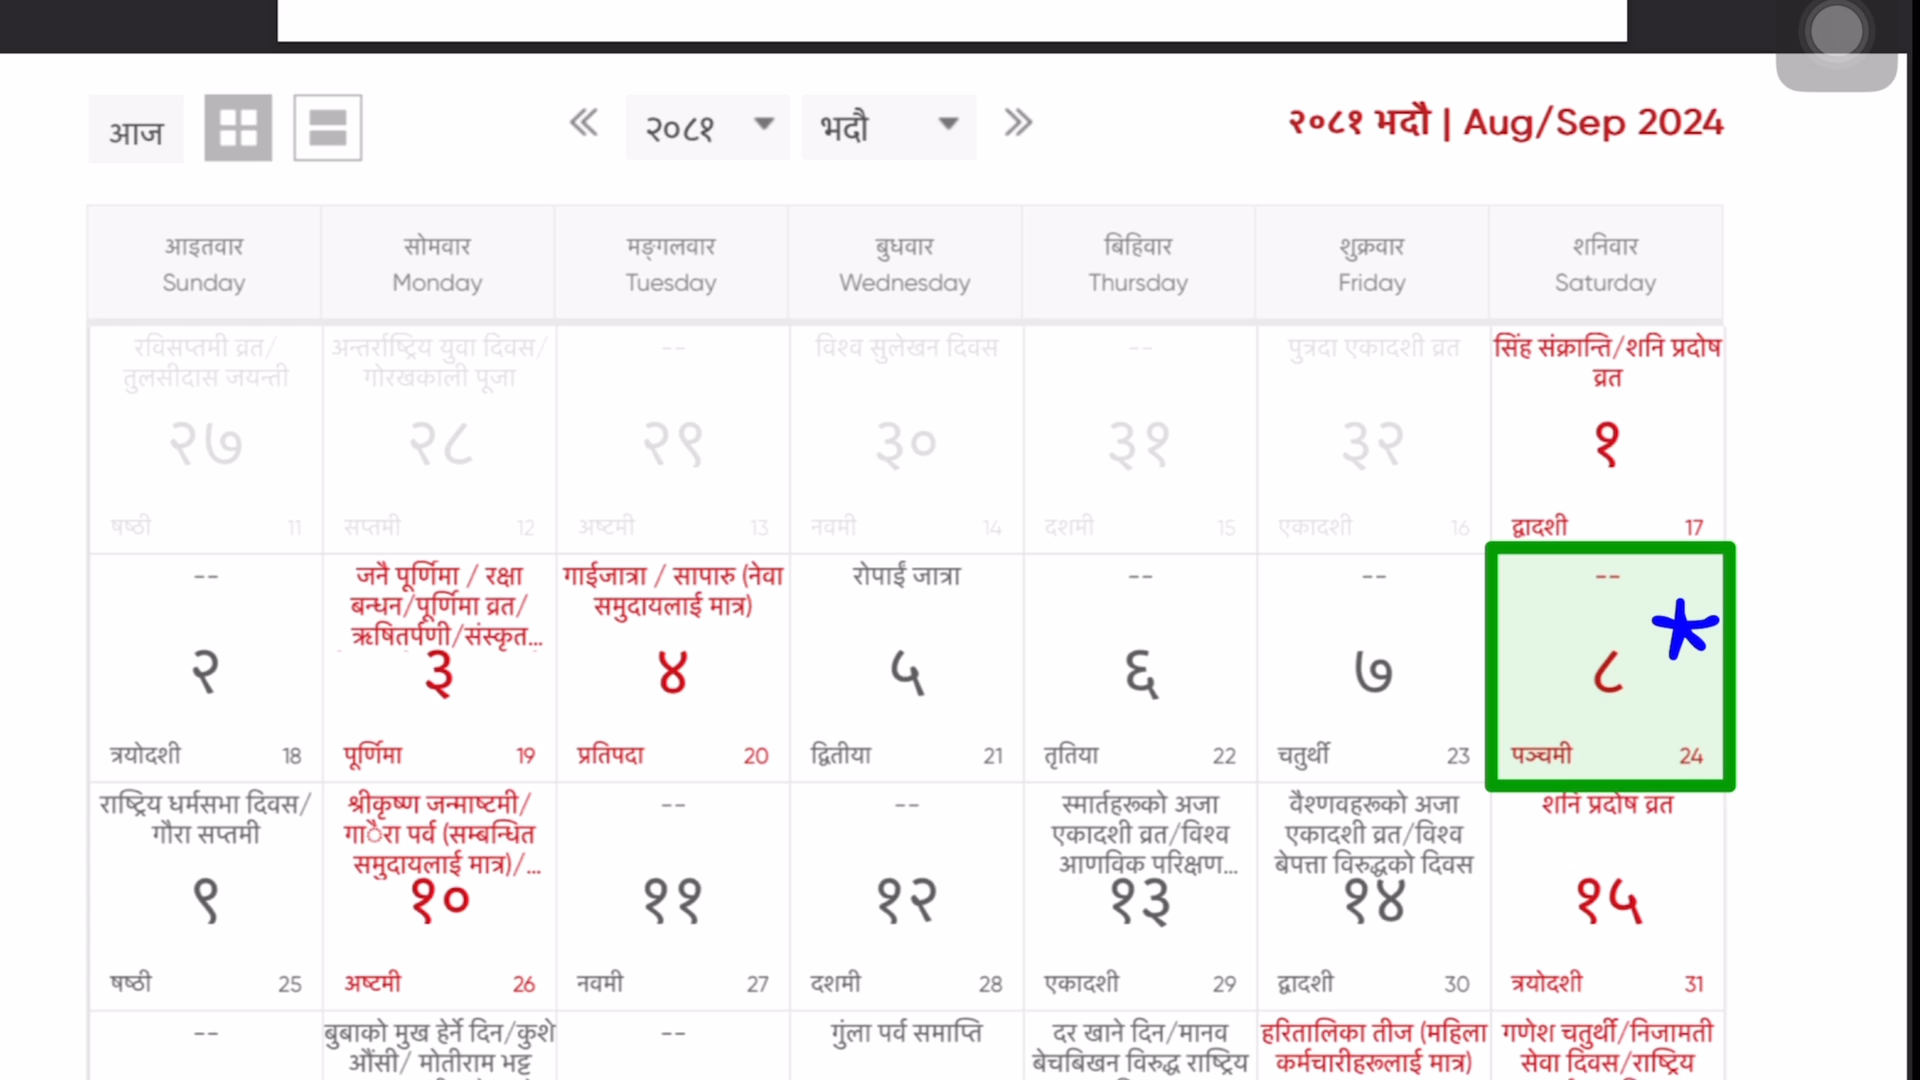 आज
२०८१
भदौ
२०८१ भदौ | Aug/Sep 2024
आइतवार
Sunday
सोमवार
Monday
मङ्गलवार
Tuesday
बुधवार
Wednesday
बिहिवार
Thursday
शुक्रवार
Friday
शनिवार
Saturday
रविसप्तमी व्रत/
तुलसीदास जयन्ती
२७
षष्ठी 11
अन्तर्राष्ट्रिय युवा दिवस/
गोरखकाली पूजा
२८
सप्तमी 12
--
२९
अष्टमी 13
विश्व सुलेखन दिवस
३०
नवमी 14
--
३१
दशमी 15
पुत्रदा एकादशी व्रत
३२
एकादशी 16
सिंह संक्रान्ति/शनि प्रदोष
व्रत
१
द्वादशी 17
--
२
त्रयोदशी 18
जनै पूर्णिमा / रक्षा
बन्धन/पूर्णिमा व्रत/
ऋषितर्पणी/संस्कृत...
३
पूर्णिमा 19
गाईजात्रा / सापारु (नेवा
समुदायलाई मात्र)
४
प्रतिपदा 20
रोपाईं जात्रा
५
द्वितीया 21
--
६
तृतिया 22
--
७
चतुर्थी 23
--
८
पञ्चमी 24
राष्ट्रिय धर्मसभा दिवस/
गौरा सप्तमी
९
षष्ठी 25
श्रीकृष्ण जन्माष्टमी/
गाैरा पर्व (सम्बन्धित
समुदायलाई मात्र)/...
१०
अष्टमी 26
--
११
नवमी 27
--
१२
दशमी 28
स्मार्तहरूको अजा
एकादशी व्रत/विश्व
आणविक परिक्षण...
१३
एकादशी 29
वैश्णवहरूको अजा
एकादशी व्रत/विश्व
बेपत्ता विरुद्धको दिवस
१४
द्वादशी 30
शनि प्रदोष व्रत
१५
त्रयोदशी 31
--
बुबाको मुख हेर्ने दिन/कुशे
औंसी/ मोतीराम भट्ट
--
गुंला पर्व समाप्ति
दर खाने दिन/मानव
बेचबिखन विरुद्ध राष्ट्रिय
हरितालिका तीज (महिला
कर्मचारीहरूलाई मात्र)
गणेश चतुर्थी/निजामती
सेवा दिवस/राष्ट्रिय